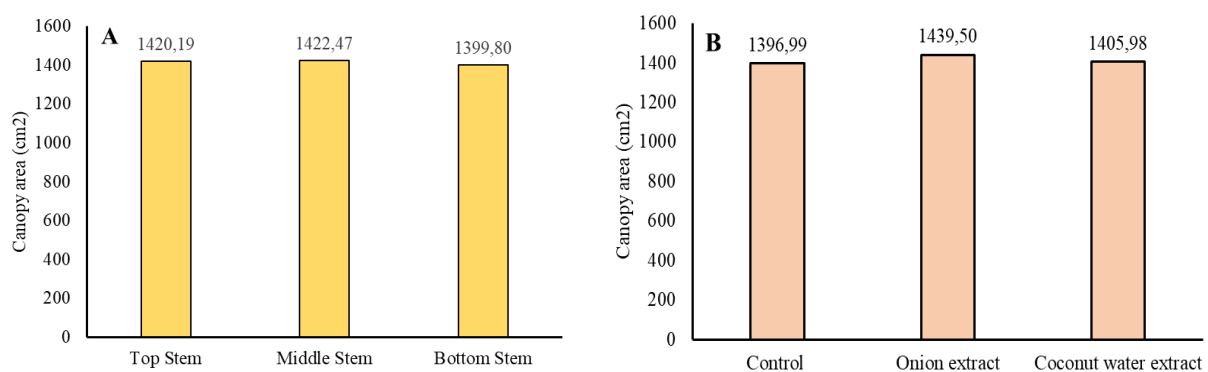 A
Canopy area (cm2)
1600
1400
1200
1000
800
600
400
200
0
1420,19
1422,47
1399,80
Top Stem
Middle Stem
Bottom Stem
B
Canopy area (cm2)
1600
1400
1200
1000
800
600
400
200
0
1396,99
1439,50
1405,98
Control
Onion extract
Coconut water extract